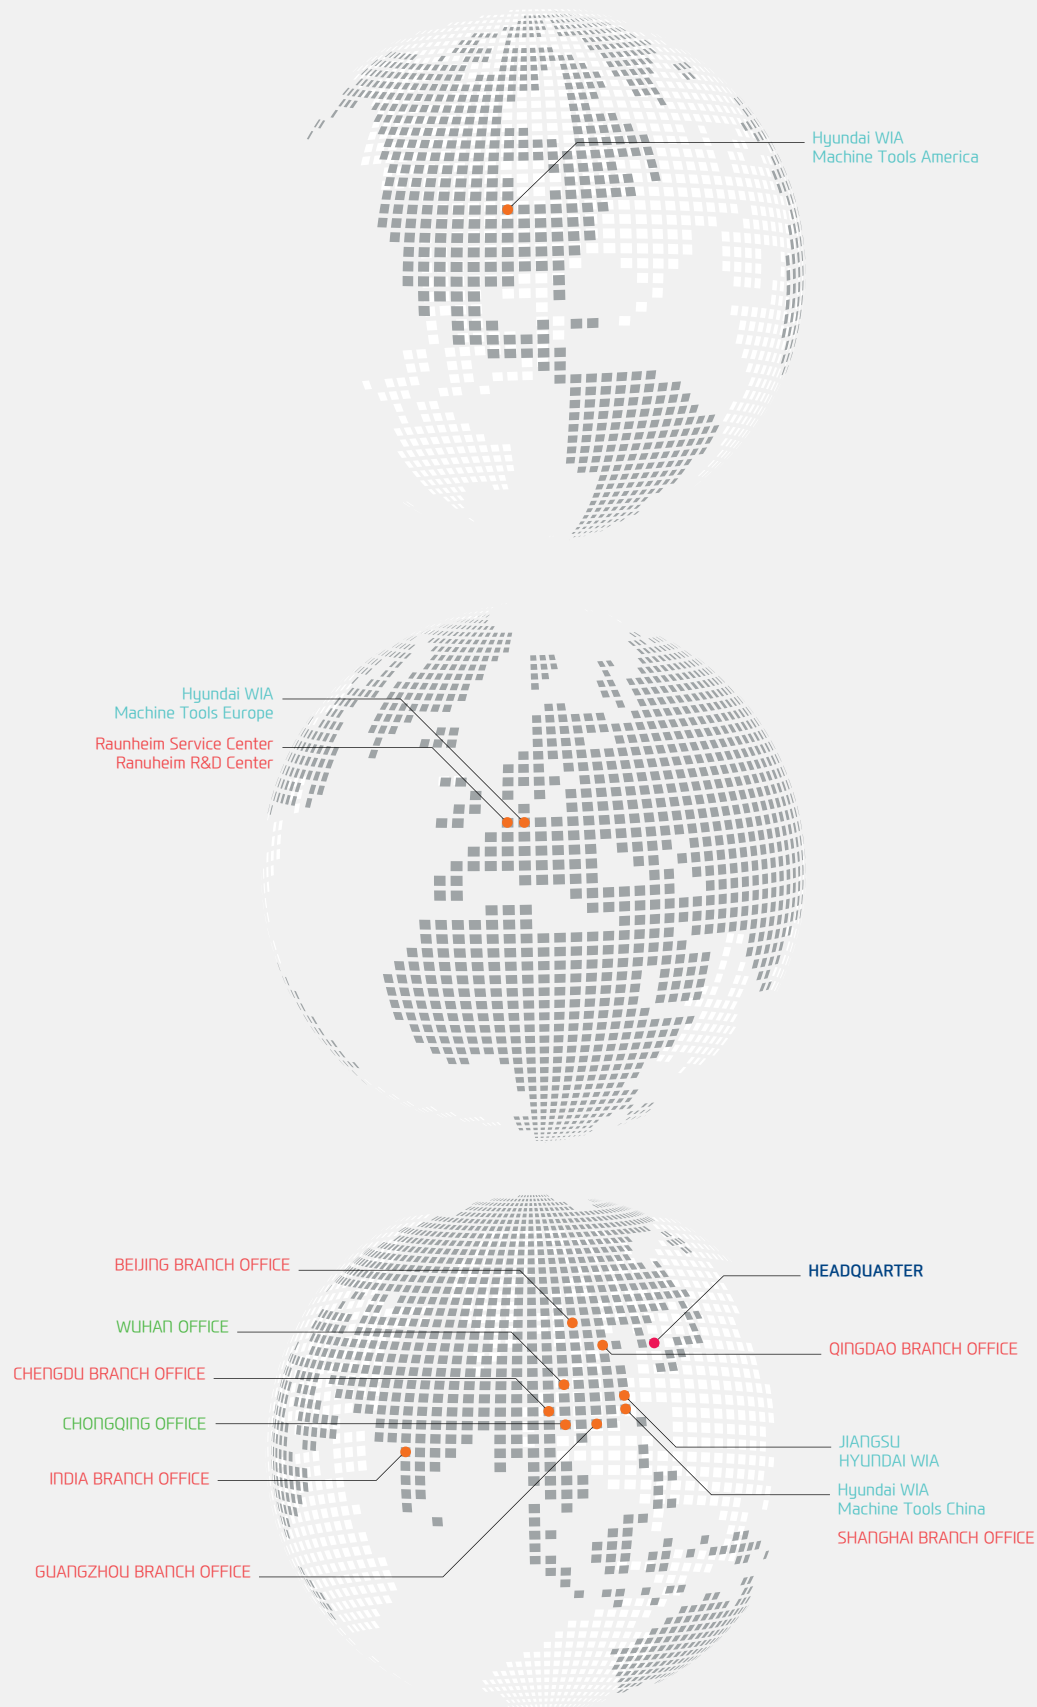 Hyundai WIA
Machine Tools America
Hyundai WIA
Machine Tools Europe
Raunheim Service Center
Ranuheim R&D Center
BEIJING BRANCH OFFICE
HEADQUARTER
WUHAN OFFICE
QINGDAO BRANCH OFFICE
CHENGDU BRANCH OFFICE
CHONGQING OFFICE
JIANGSU
HYUNDAI WIA
INDIA BRANCH OFFICE
Hyundai WIA
Machine Tools China
SHANGHAI BRANCH OFFICE
GUANGZHOU BRANCH OFFICE